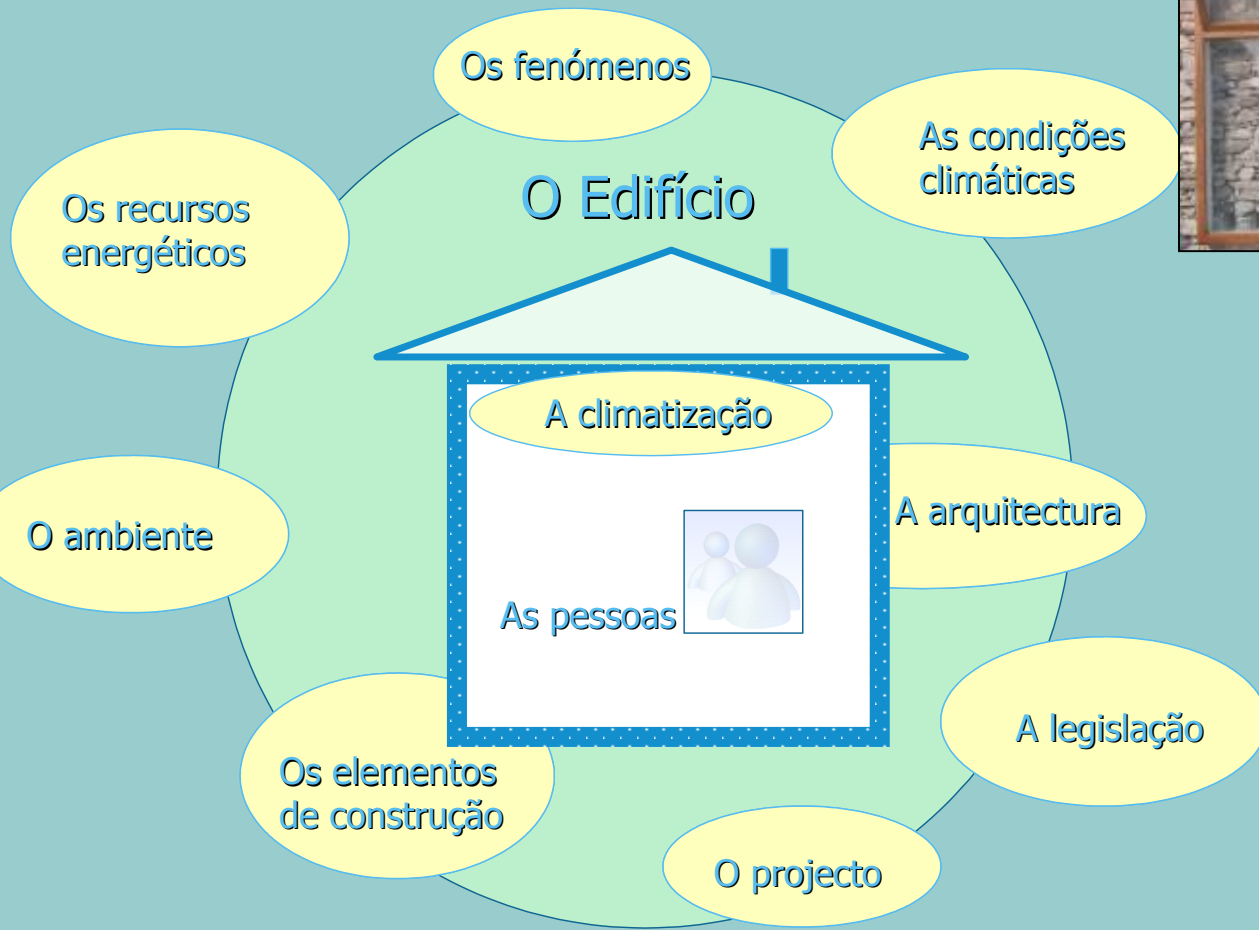 Os fenómenos
As condições
climáticas
O Edifício
Os recursos
energéticos
A climatização
A arquitectura
O ambiente
As pessoas
A legislação
Os elementos
de construção
O projecto